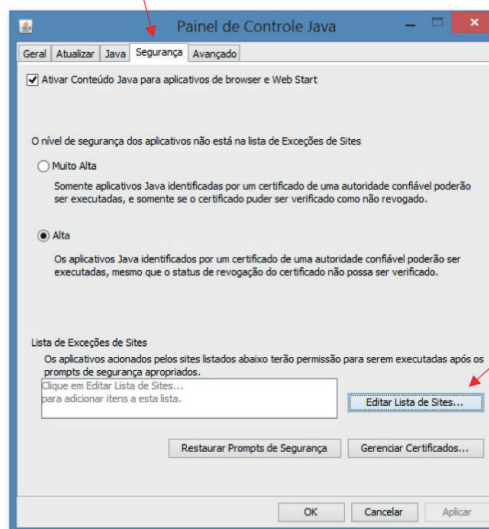 Painel de Controle Java
Geral Atualizar Java Segurança Avançado
Ativar Conteúdo Java para aplicativos de browser e Web Start
O nível de segurança dos aplicativos não está na lista de Exceções de Sites
Muito Alta
Somente aplicativos Java identificadas por um certificado de uma autoridade confiável poderão
ser executadas, e somente se o certificado puder ser verificado como não revogado.
Alta
Os aplicativos Java identificados por um certificado de uma autoridade confiável poderão ser
executadas, mesmo que o status de revogação do certificado não possa ser verificado.
Lista de Exceções de Sites
Os aplicativos acionados pelos sites listados abaixo terão permissão para serem executadas após os
prompts de segurança apropriados.
Clique em Editar Lista de Sites...
para adicionar itens a esta lista.
Editar Lista de Sites...
Restaurar Prompts de Segurança Gerenciar Certificados...
OK Cancelar Aplicar